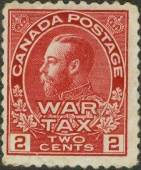 CANADA POSTAGE
WAR
TAX
2 TWO CENTS 2